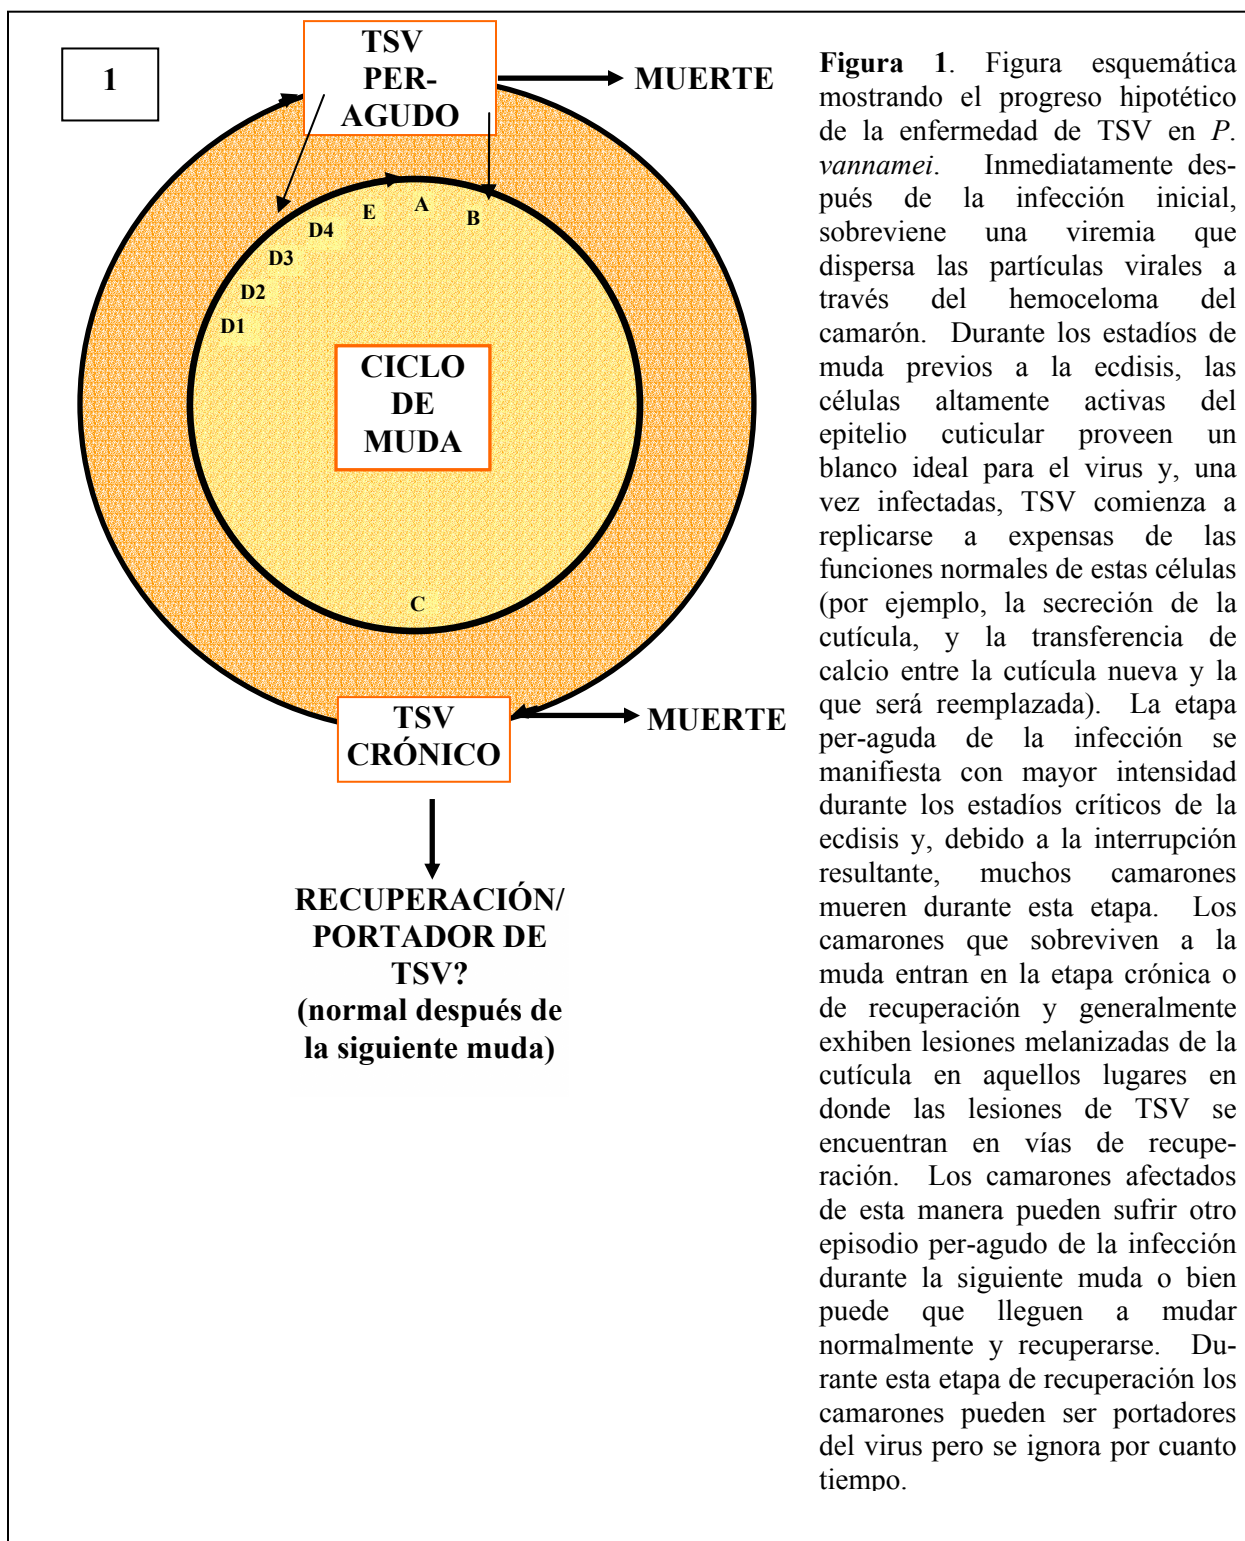 1
TSV
PER-
AGUDO
MUERTE
E
A
B
D4
D3
D2
D1
CICLO
DE
MUDA
C
TSV
CRÓNICO
MUERTE
RECUPERACIÓN/
PORTADOR DE
TSV?
(normal después de
la siguiente muda)
Figura 1. Figura esquemática
mostrando el progreso hipotético
de la enfermedad de TSV en P.
vannamei. Inmediatamente des-
pués de la infección inicial,
sobreviene una viremia que
dispersa las partículas virales a
través del hemoceloma del
camarón. Durante los estadíos de
muda previos a la ecdisis, las
células altamente activas del
epitelio cuticular proveen un
blanco ideal para el virus y, una
vez infectadas, TSV comienza a
replicarse a expensas de las
funciones normales de estas células
(por ejemplo, la secreción de la
cutícula, y la transferencia de
calcio entre la cutícula nueva y la
que será reemplazada). La etapa
per-aguda de la infección se
manifiesta con mayor intensidad
durante los estadíos críticos de la
ecdisis y, debido a la interrupción
resultante, muchos camarones
mueren durante esta etapa. Los
camarones que sobreviven a la
muda entran en la etapa crónica o
de recuperación y generalmente
exhiben lesiones melanizadas de la
cutícula en aquellos lugares en
donde las lesiones de TSV se
encuentran en vías de recupe-
ración. Los camarones afectados
de esta manera pueden sufrir otro
episodio per-agudo de la infección
durante la siguiente muda o bien
puede que lleguen a mudar
normalmente y recuperarse. Du-
rante esta etapa de recuperación los
camarones pueden ser portadores
del virus pero se ignora por cuanto
tiempo.